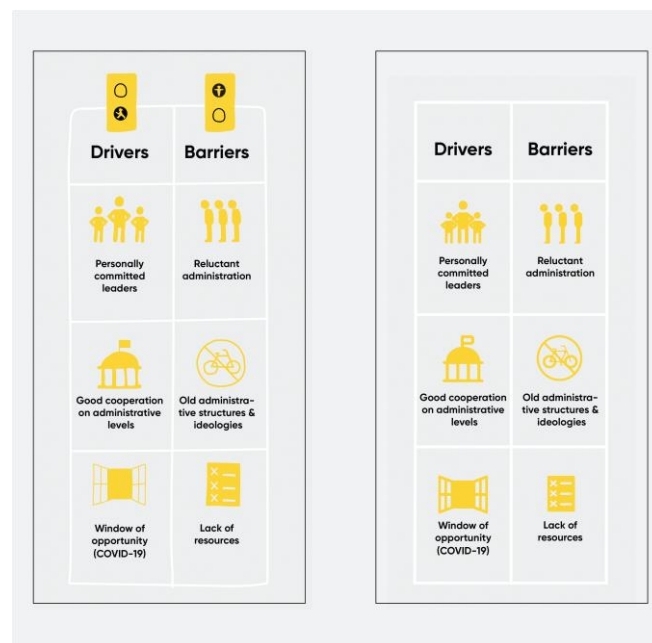 Drivers
Barriers
Personally
committed
leaders
Reluctant
administration
Good cooperation
on administrative
levels
Old administra-
tive structures &
ideologies
Window of
opportunity
(COVID-19)
Lack of
resources
Drivers
Barriers
Personally
committed
leaders
Reluctant
administration
Good cooperation
on administrative
levels
Old administra-
tive structures &
ideologies
Window of
opportunity
(COVID-19)
Lack of
resources